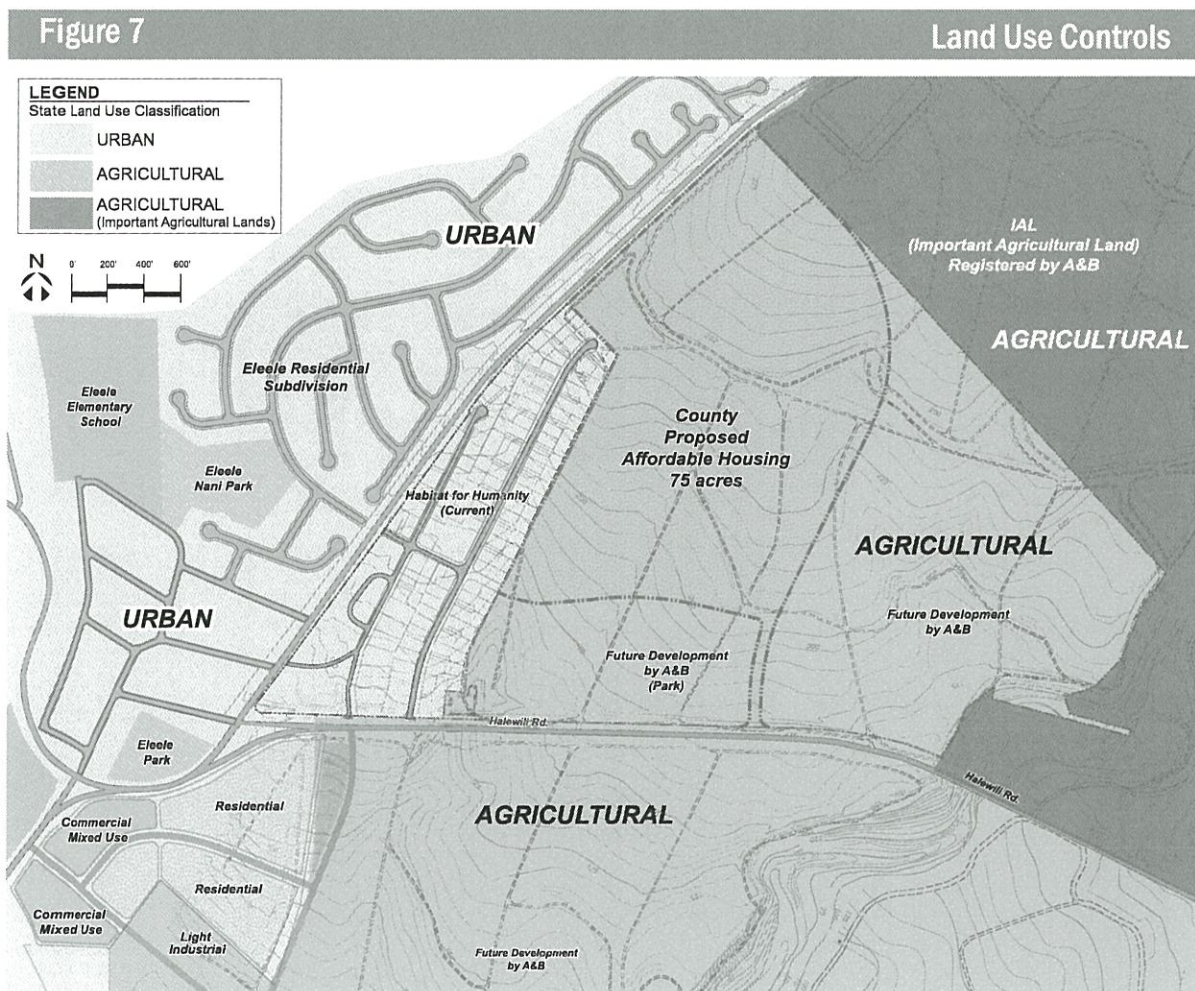 Figure 7
Land Use Controls
LEGEND
State Land Use Classification
URBAN
AGRICULTURAL
AGRICULTURAL
(Important Agricultural Lands)
N
0' 200' 400' 600'
URBAN
IAL
(Important Agricultural Land)
Registered by A&B
AGRICULTURAL
Eleele Residential
Subdivision
Eleele
Elementary
School
County
Proposed
Affordable Housing
75 acres
Eleele
Nani Park
Habitat for Humanity
(Current)
AGRICULTURAL
URBAN
Future Development
by A&B
Future Development
by A&B
(Park)
Halewili Rd.
Eleele
Park
Halewili Rd.
Residential
AGRICULTURAL
Commercial
Mixed Use
Residential
Commercial
Mixed Use
Light
Industrial
Future Development
by A&B